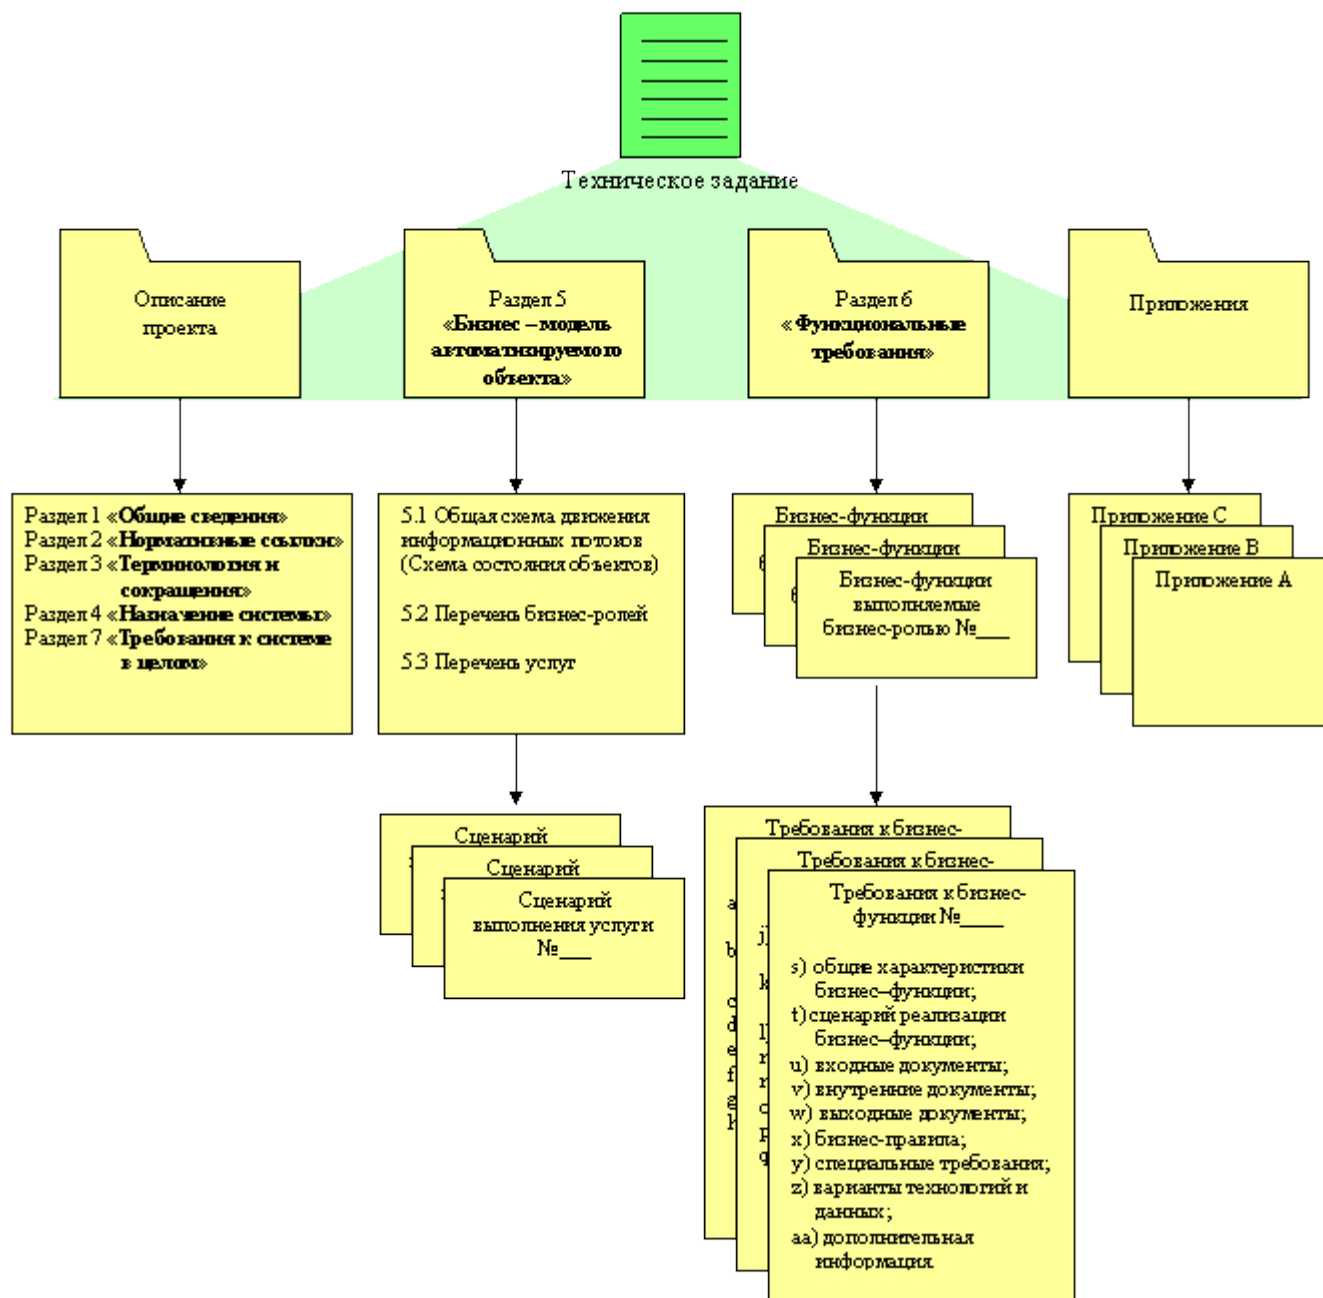 Техническое задание
Описание
проекта
Раздел 5
«Бизнес – модель
автоматизируемого
объекта»
Раздел 6
«Функциональные
требования»
Приложения
Раздел 1 «Общие сведения»
Раздел 2 «Нормативные ссылки»
Раздел 3 «Терминология и
сокращения»
Раздел 4 «Назначение системы»
Раздел 7 «Требования к системе
в целом»
5.1 Общая схема движения
информационных потоков
(Схема состояния объектов)
5.2 Перечень бизнес-ролей
5.3 Перечень услуг
Бизнес-функции
Бизнес-функции
Бизнес-функции
выполняемые
бизнес-ролью №___
Приложение C
Приложение B
Приложение A
Сценарий
Сценарий
Сценарий
выполнения услуги
№___
Требования к бизнес-
Требования к бизнес-
Требования к бизнес-
функции №____
s) общие характеристики
бизнес–функции;
t) сценарий реализации
бизнес–функции;
u) входные документы;
v) внутренние документы;
w) выходные документы;
x) бизнес-правила;
y) специальные требования;
z) варианты технологий и
данных;
aa) дополнительная
информация.